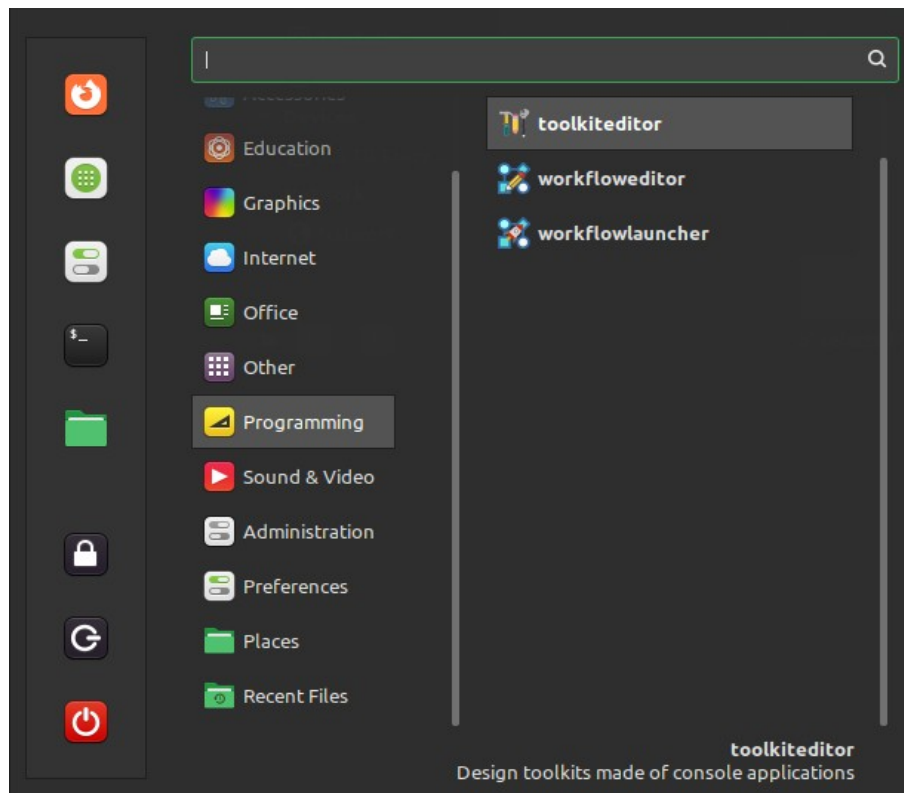 $_
Accessories
Education
Graphics
Internet
Office
Other
Programming
Sound & Video
Administration
Preferences
Places
Recent Files
toolkiteditor
workfloweditor
workflowlauncher
toolkiteditor
Design toolkits made of console applications